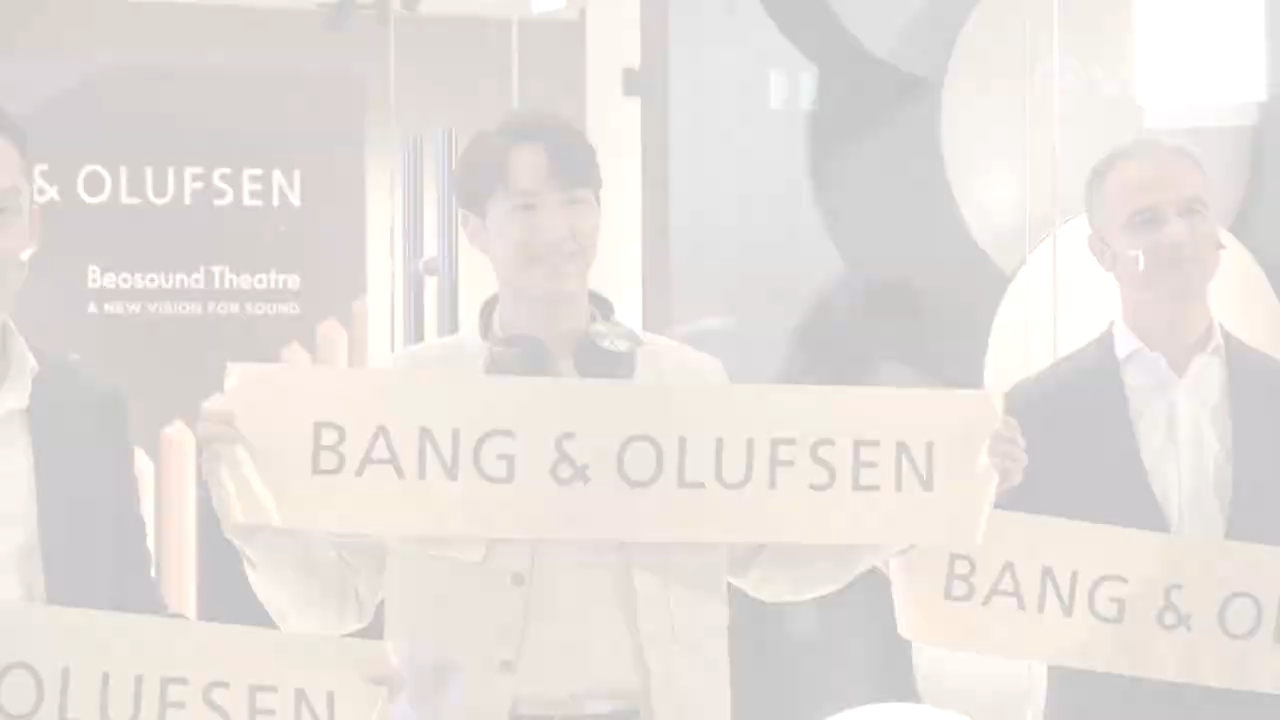 & OLUFSEN
Beosound Theatre
A NEW VISION FOR SOUND
BANG & OLUFSEN
BANG & OL
OLUFSEN